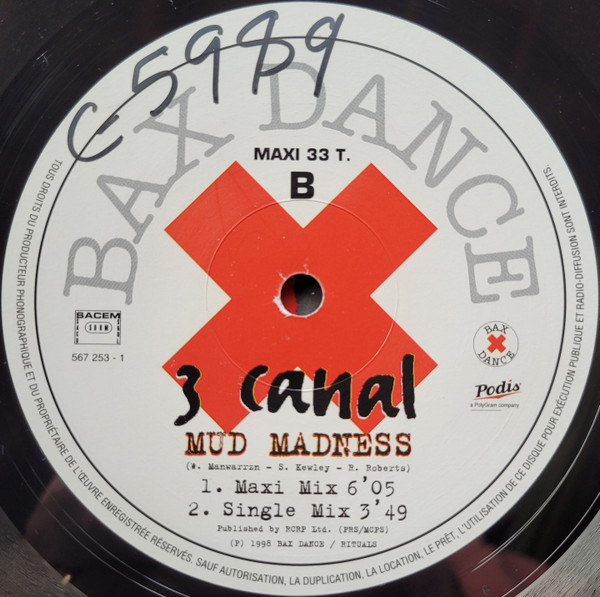 C 5989
BAX DANCE
MAXI 33 T.
B
SACEM
SDRM
567 253 - 1
BAX
DANCE
Podis
a PolyGram company
3 canal
MUD MADNESS
(W. Manwarren - S. Kewley - R. Roberts)
1. Maxi Mix 6'05
2. Single Mix 3'49
Published by RCRP Ltd. (PRS/MCPS)
(P) 1998 BAX DANCE / RITUALS
TOUS DROITS DU PRODUCTEUR PHONOGRAPHIQUE ET DU PROPRIÉTAIRE DE L'ŒUVRE ENREGISTRÉE RÉSERVÉS. SAUF AUTORISATION, LA DUPLICATION, LA LOCATION, LE PRÊT, L'UTILISATION DE CE DISQUE POUR EXÉCUTION PUBLIQUE ET RADIO-DIFFUSION SONT INTERDITS.